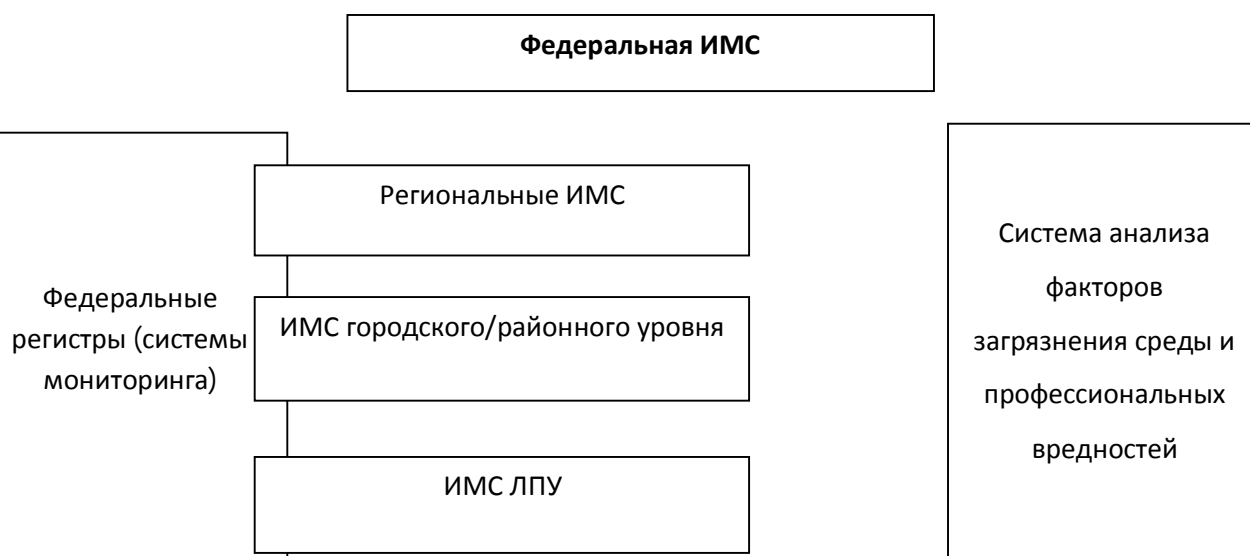 Федеральная ИМС
Региональные ИМС
ИМС городского/районного уровня
ИМС ЛПУ
Федеральные
регистры (системы
мониторинга)
Система анализа
факторов
загрязнения среды и
профессиональных
вредностей